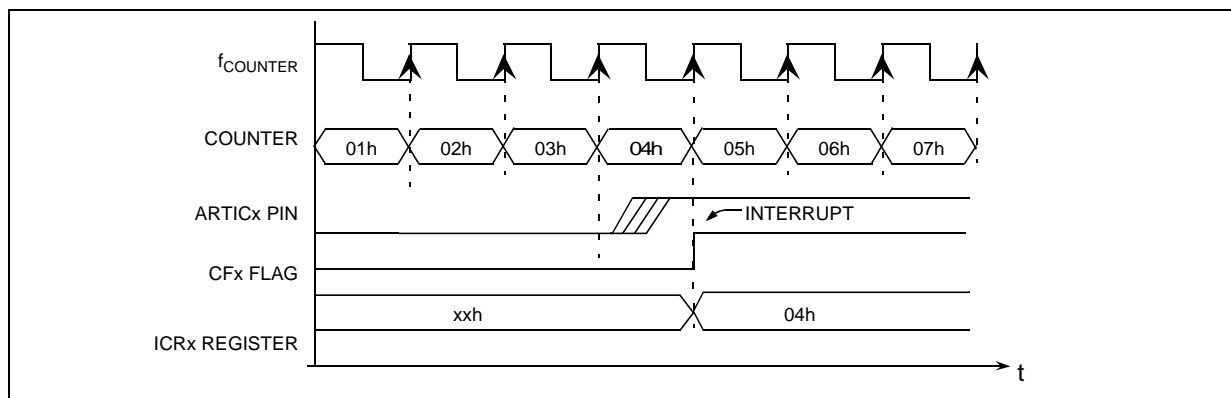 fCOUNTER
COUNTER
01h 02h 03h 04h 05h 06h 07h
ARTICx PIN
INTERRUPT
CFx FLAG
xxh 04h
ICRx REGISTER
t